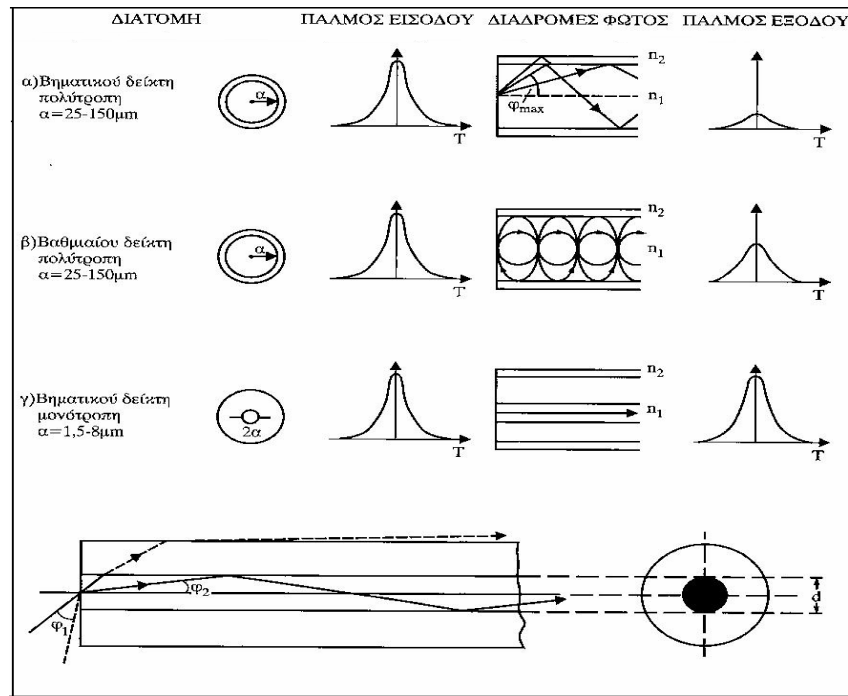 ΔΙΑΤΟΜΗ ΠΑΛΜΟΣ ΕΙΣΟΔΟΥ ΔΙΑΔΡΟΜΕΣ ΦΩΤΟΣ ΠΑΛΜΟΣ ΕΞΟΔΟΥ
α)Βηματικού δείκτη
πολύτροπη
α=25-150μm
α
T
n2
n1
φmax
T
β)Βαθμιαίου δείκτη
πολύτροπη
α=25-150μm
α
T
n2
n1
T
γ)Βηματικού δείκτη
μονότροπη
α=1,5-8μm
2α
T
n2
n1
T
φ1
φ2
d